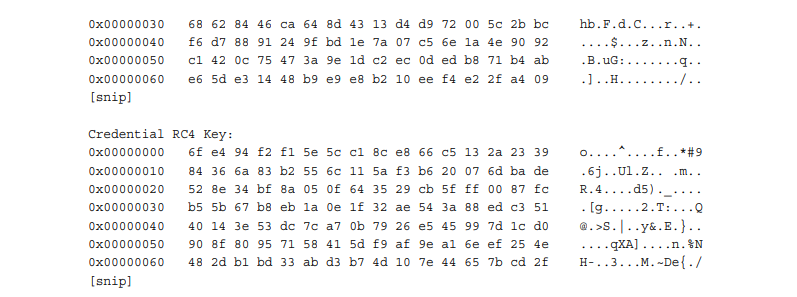 0x00000030 68 62 84 46 ca 64 8d 43 13 d4 d9 72 00 5c 2b bc hb.F.d.C...r..+.
0x00000040 f6 d7 88 91 24 9f bd 1e 7a 07 c5 6e 1a 4e 90 92 ....$...z..n.N..
0x00000050 c1 42 0c 75 47 3a 9e 1d c2 ec 0d ed b8 71 b4 ab .B.uG:.......q..
0x00000060 e6 5d e3 14 48 b9 e9 e8 b2 10 ee f4 e2 2f a4 09 .]..H......../..
[snip]
Credential RC4 Key:
0x00000000 6f e4 94 f2 f1 5e 5c c1 8c e8 66 c5 13 2a 23 39 o....^....f..*#9
0x00000010 84 36 6a 83 b2 55 6c 11 5a f3 b6 20 07 6d ba de .6j..Ul.Z.. .m..
0x00000020 52 8e 34 bf 8a 05 0f 64 35 29 cb 5f ff 00 87 fc R.4....d5)._....
0x00000030 b5 5b 67 b8 eb 1a 0e 1f 32 ae 54 3a 88 ed c3 51 .[g.....2.T:...Q
0x00000040 40 14 3e 53 dc 7c a7 0b 79 26 e5 45 99 7d 1c d0 @.>S.|..y&.E.}..
0x00000050 90 8f 80 95 71 58 41 5d f9 af 9e a1 6e ef 25 4e ....qXA]....n.%N
0x00000060 48 2d b1 bd 33 ab d3 b7 4d 10 7e 44 65 7b cd 2f H-..3...M.~De{./
[snip]